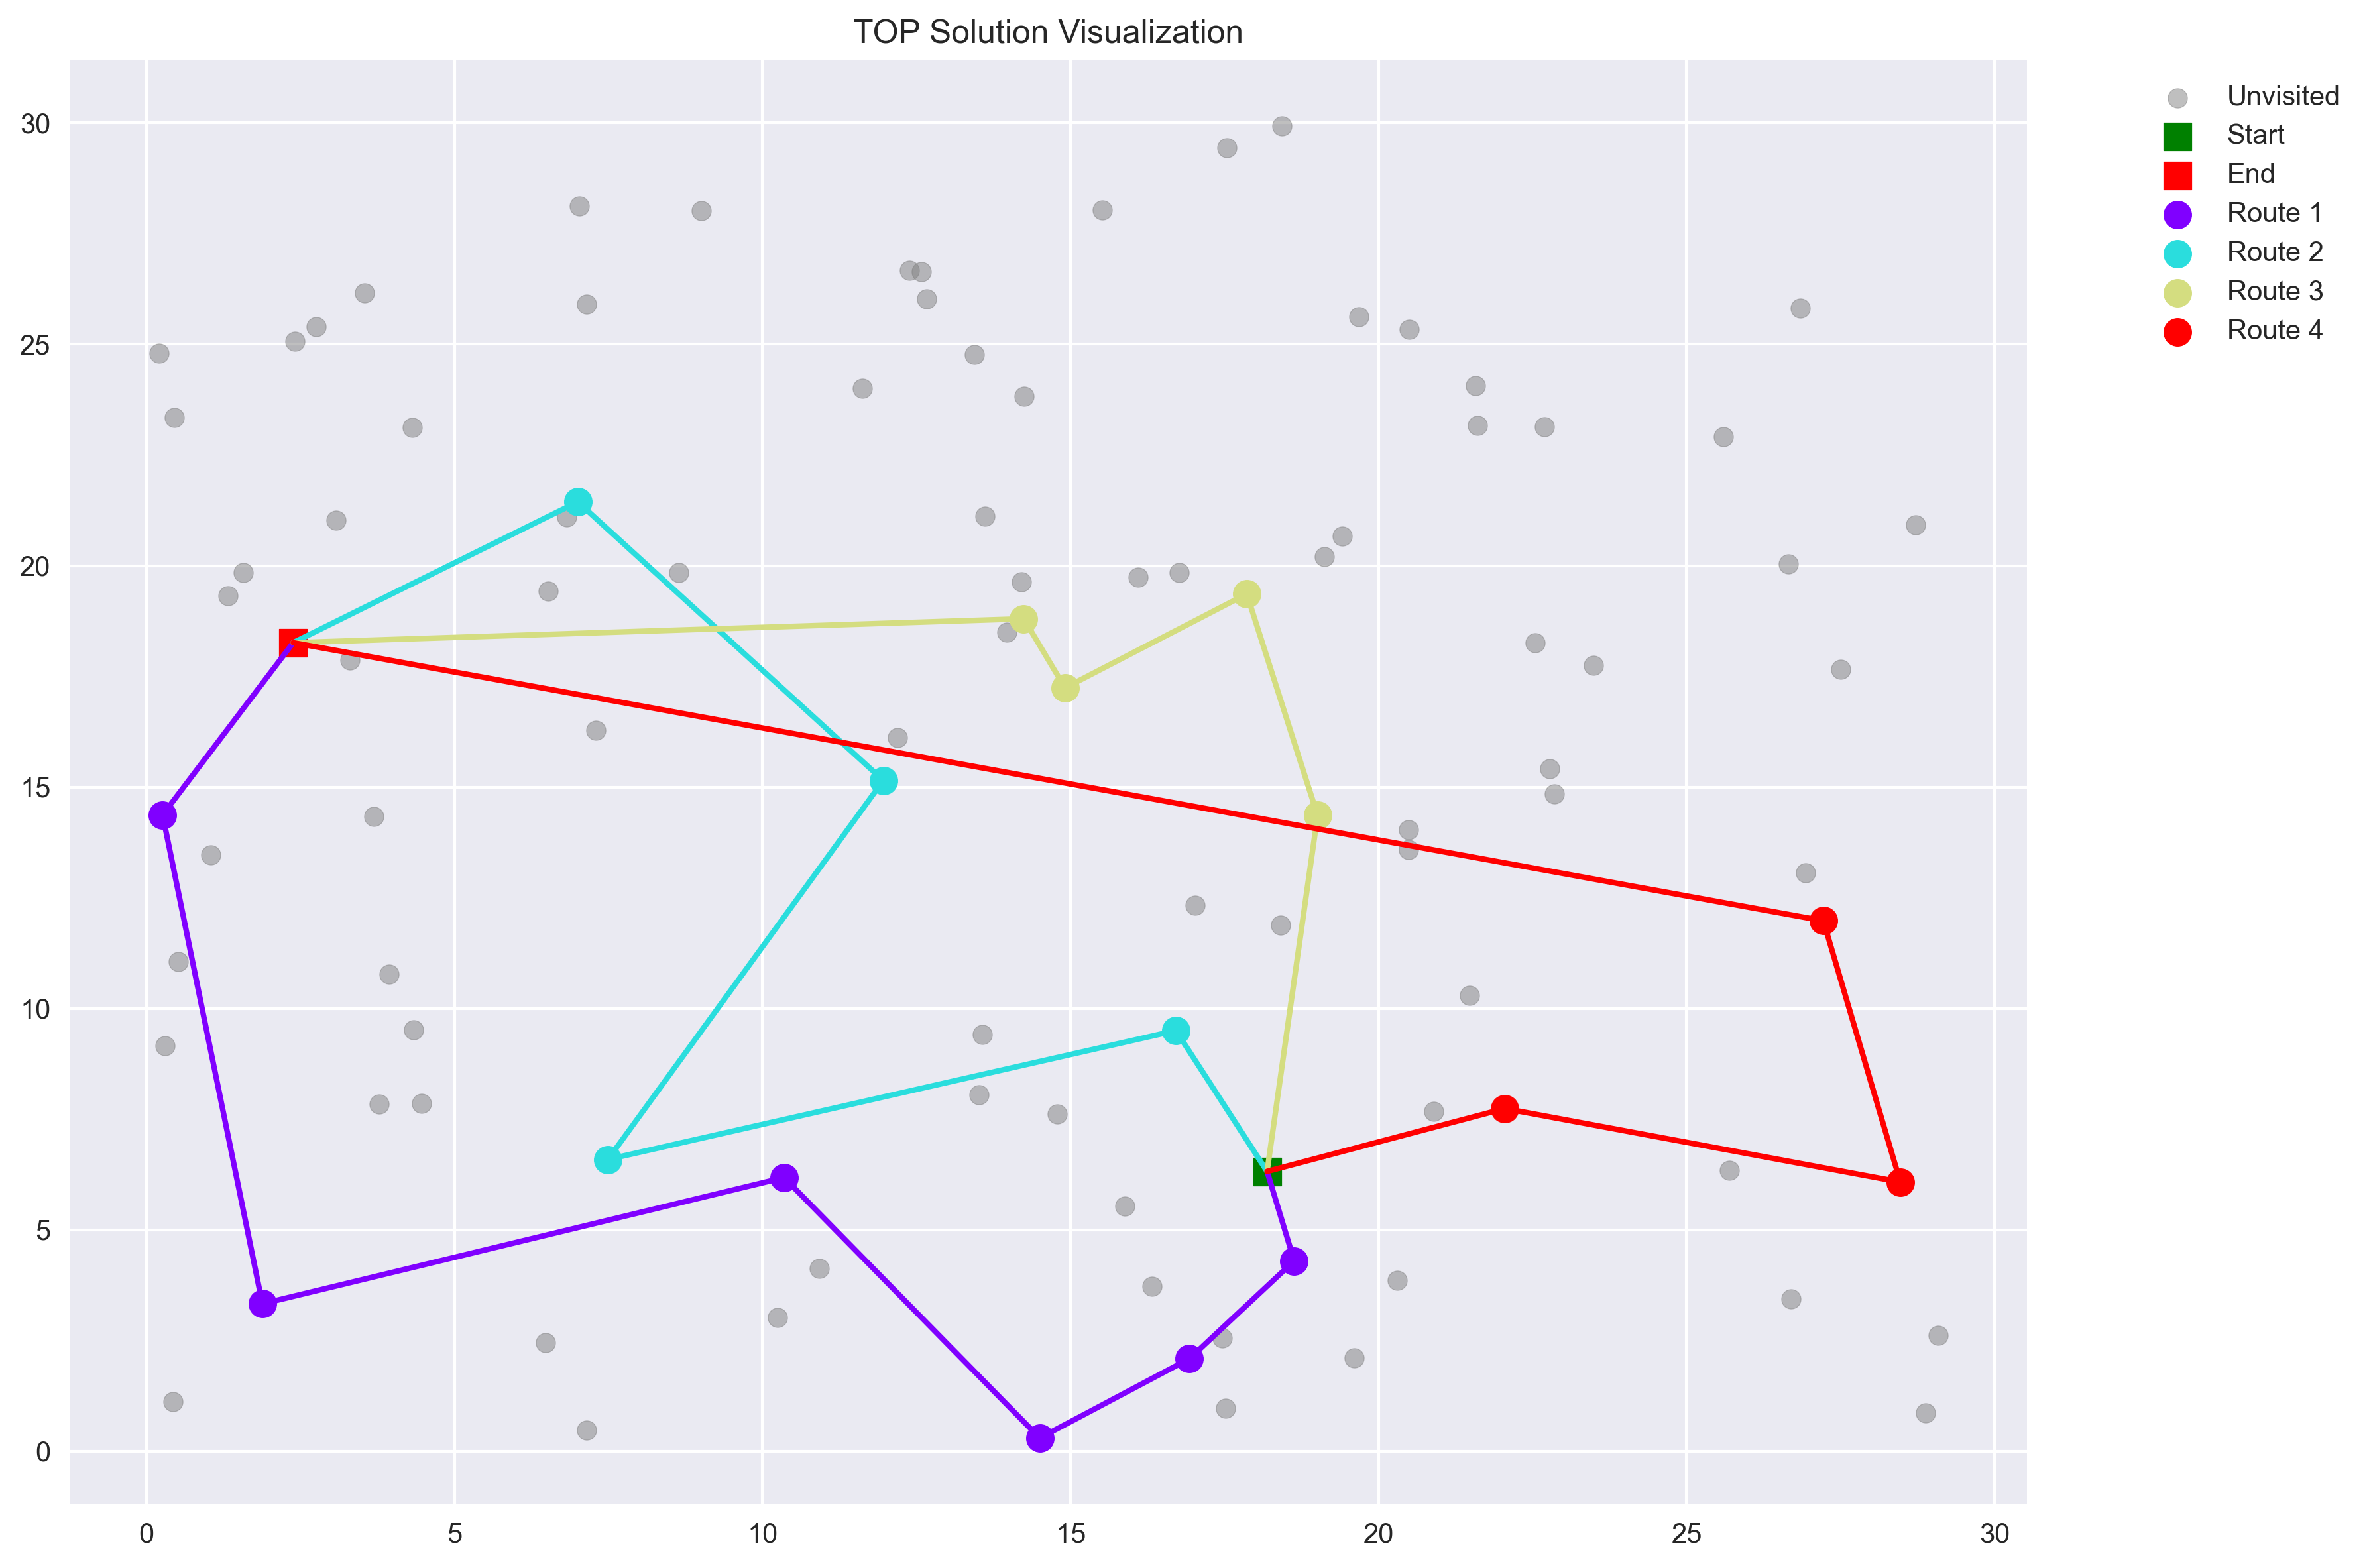 TOP Solution Visualization
30
25
20
15
10
5
0
0 5 10 15 20 25 30
Unvisited
Start
End
Route 1
Route 2
Route 3
Route 4